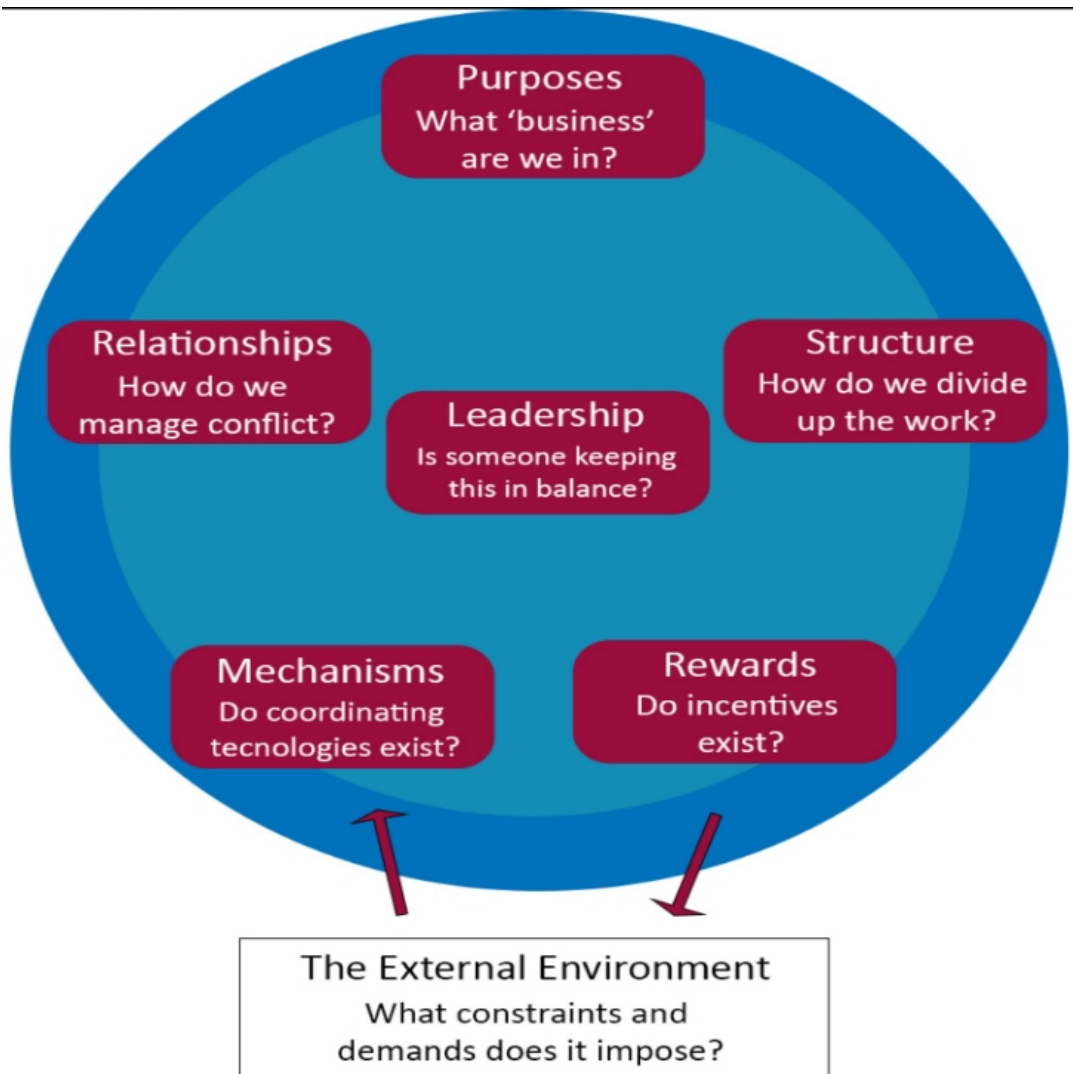 Purposes
What ‘business’
are we in?
Relationships
How do we
manage conflict?
Structure
How do we divide
up the work?
Leadership
Is someone keeping
this in balance?
Mechanisms
Do coordinating
tecnologies exist?
Rewards
Do incentives
exist?
The External Environment
What constraints and
demands does it impose?